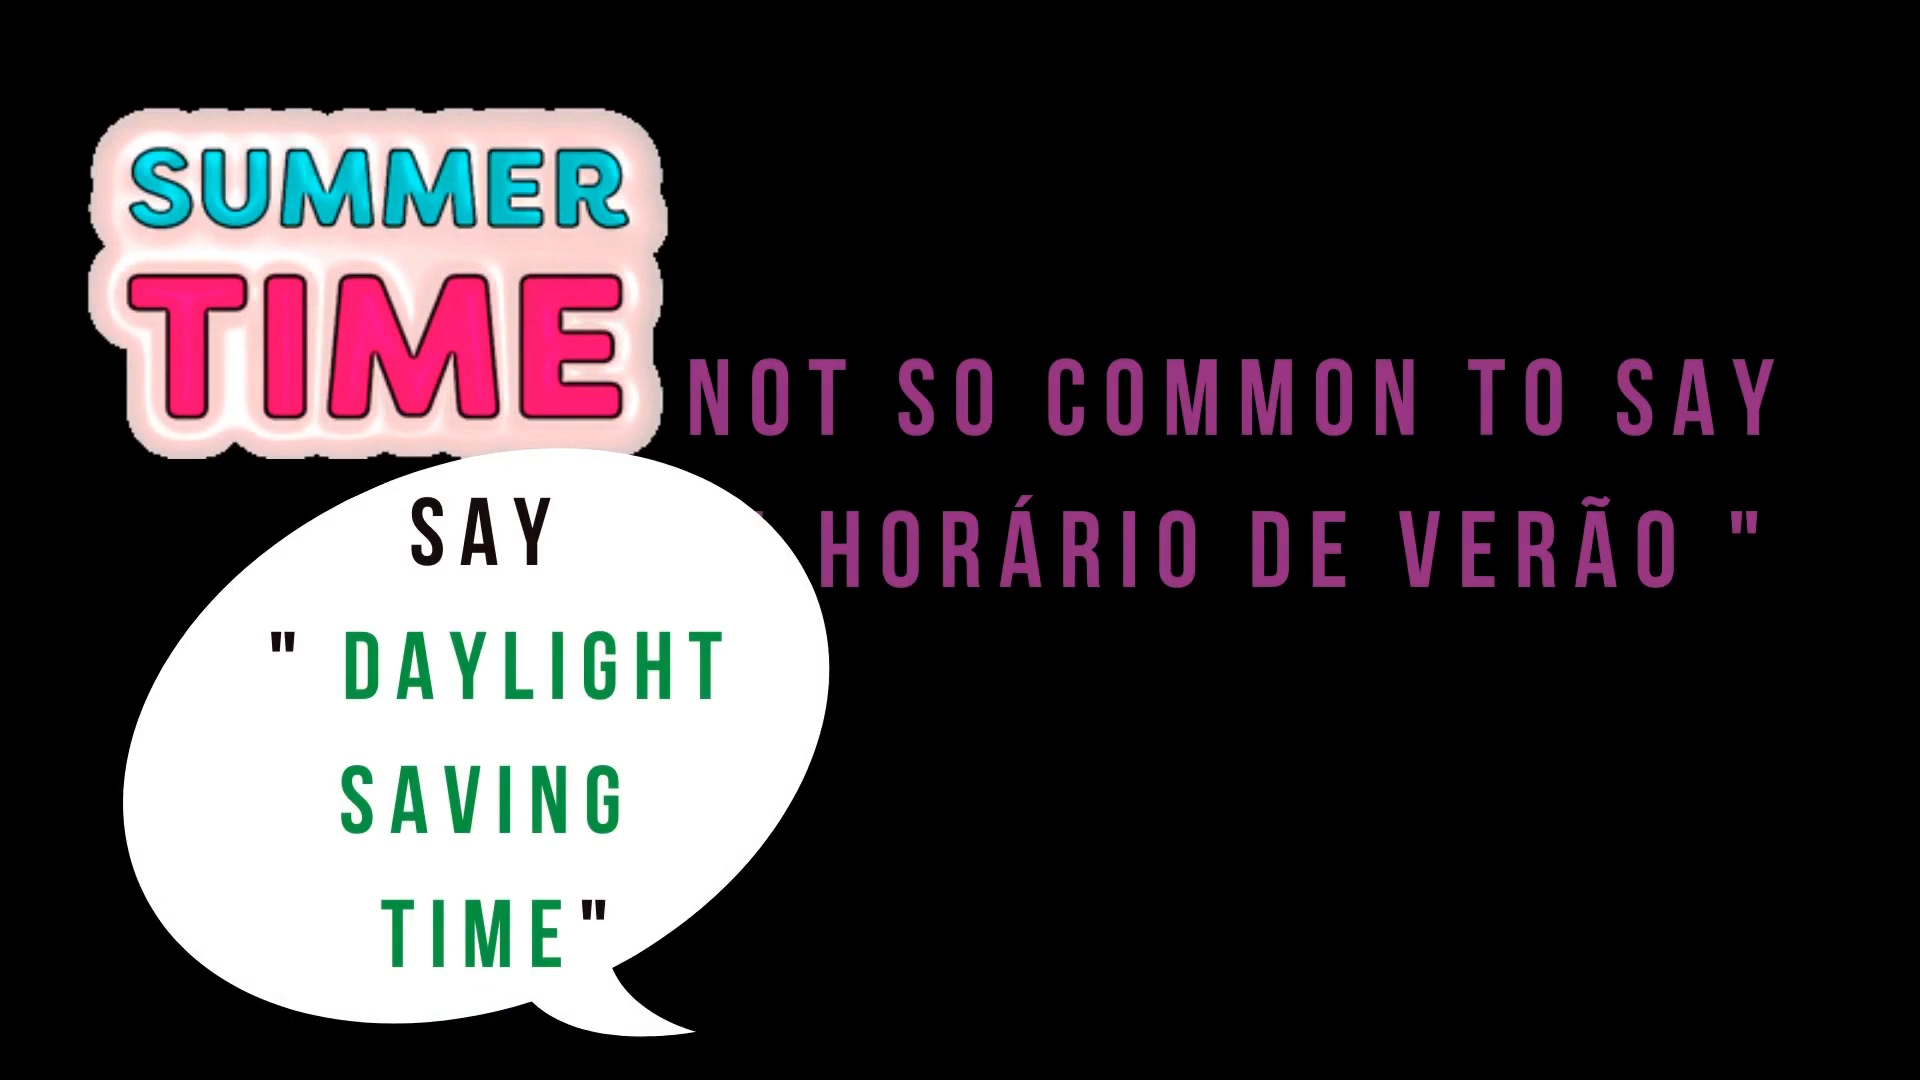 SUMMER
TIME
NOT SO COMMON TO SAY
" HORÁRIO DE VERÃO "
SAY
" DAYLIGHT
SAVING
TIME"